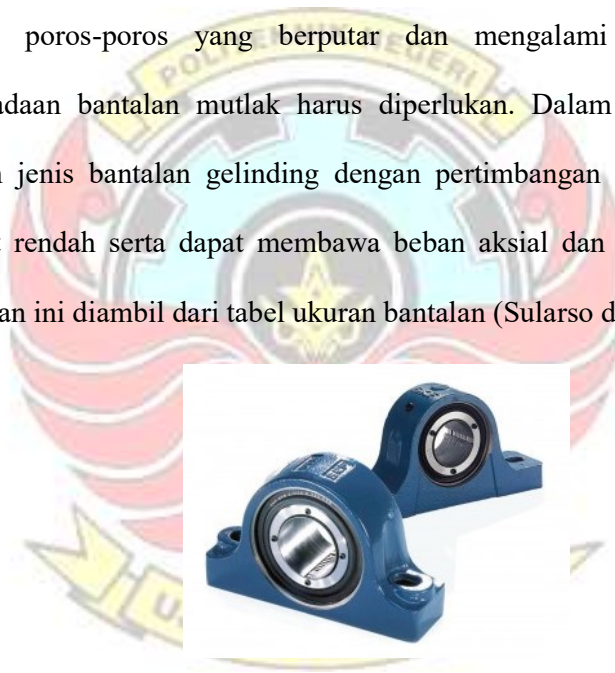 poros-poros yang berputar dan mengalami
adaan bantalan mutlak harus diperlukan. Dalam
jenis bantalan gelinding dengan pertimbangan
rendah serta dapat membawa beban aksial dan
an ini diambil dari tabel ukuran bantalan (Sularso d